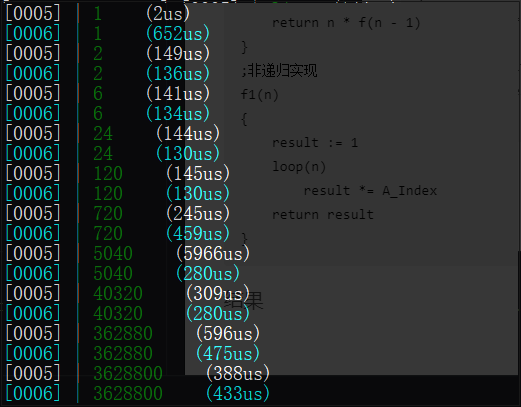 [0005] | 1 (2us)
[0006] | 1 (652us)
[0005] | 2 (149us)
[0006] | 2 (136us)
[0005] | 6 (141us)
[0006] | 6 (134us)
[0005] | 24 (144us)
[0006] | 24 (130us)
[0005] | 120 (145us)
[0006] | 120 (130us)
[0005] | 720 (245us)
[0006] | 720 (459us)
[0005] | 5040 (5966us)
[0006] | 5040 (280us)
[0005] | 40320 (309us)
[0006] | 40320 (280us)
[0005] | 362880 (596us)
[0006] | 362880 (475us)
[0005] | 3628800 (388us)
[0006] | 3628800 (433us)
return n * f(n - 1)
}
;非递归实现
f1(n)
{
result := 1
loop(n)
result *= A_Index
return result
}
结果